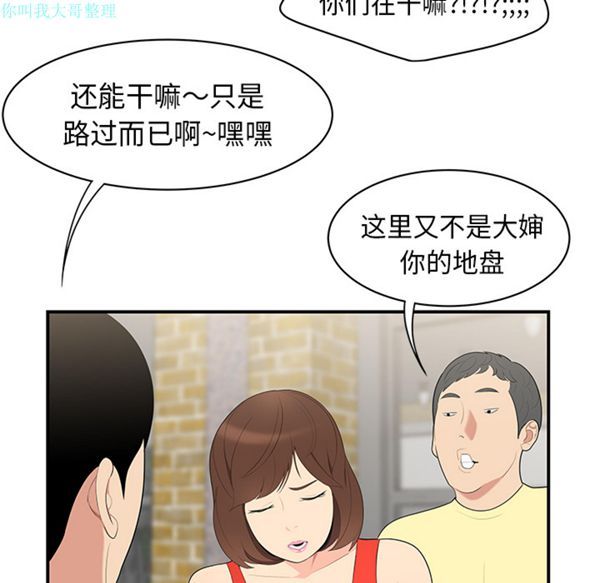 你叫我大哥整理
你们在干嘛?!?!?;;;;
还能干嘛～只是
路过而已啊~嘿嘿
这里又不是大婶
你的地盘